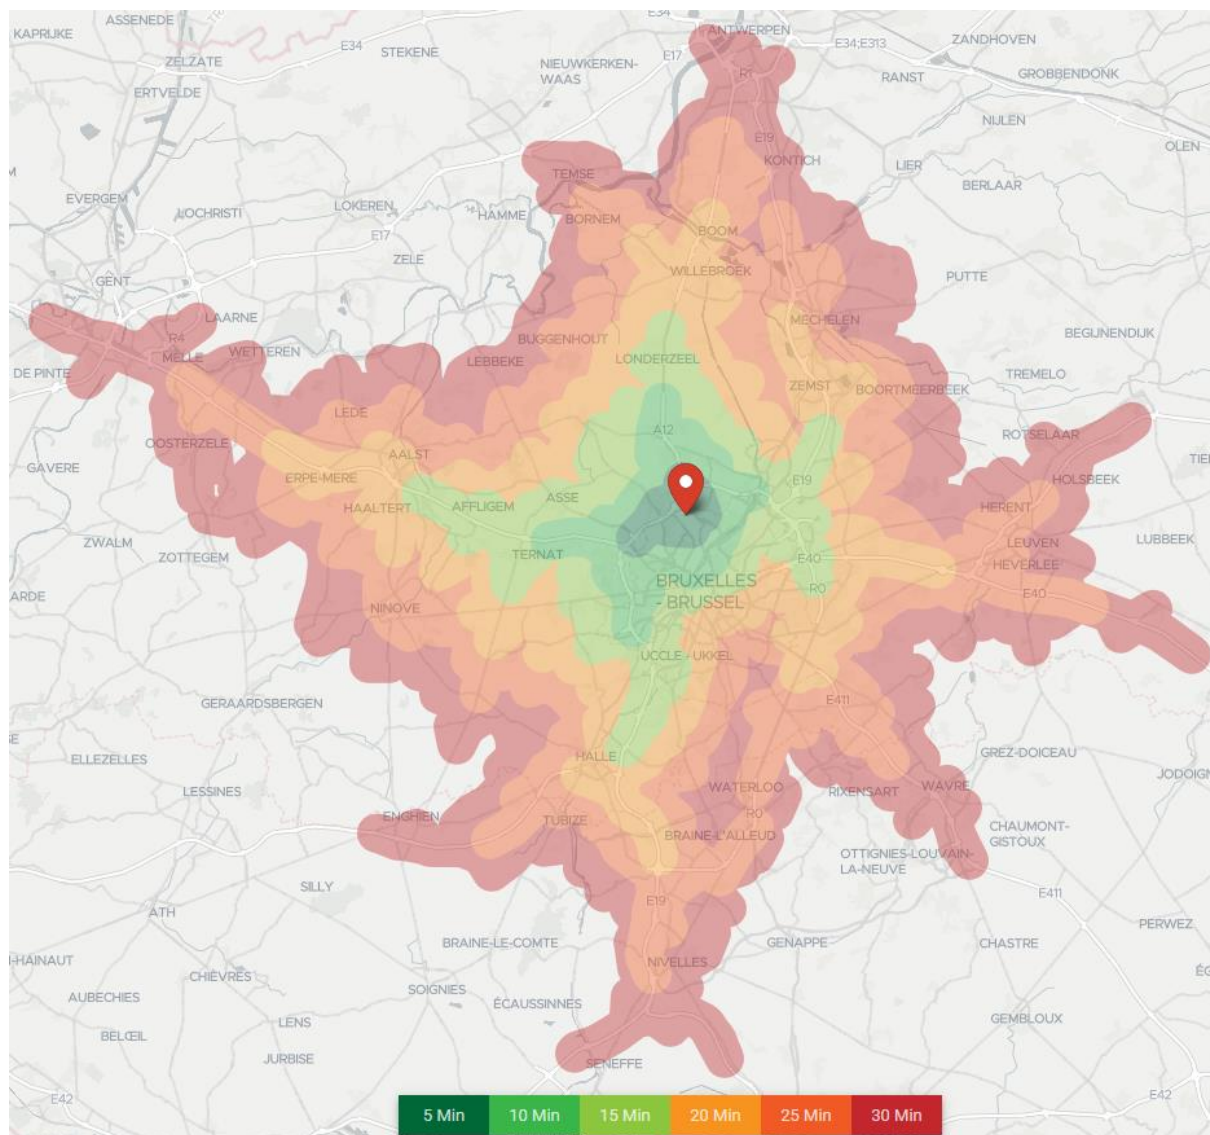 ASSENEDE
E34
KAPRIJKE
E34
STEKENE
E17
ANTWERPEN
E34;E313
ZANDHOVEN
ZELZATE
NIEUWKERKEN-
WAAS
R1
RANST
GROBBENDONK
ERTVELDE
NIJLEN
E19
KONTICH
OLEN
M
TEMSE
LIER
BERLAAR
EVERGEM
LOCHRISTI
LOKEREN
HAMME
BORNEM
E17
BOOM
ZELE
WILLEBROEK
PUTTE
GENT
LAARNE
MECHELEN
BEGIJNENDIJK
R4
BUGGENHOUT
MELLE
WETTEREN
LEBBEKE
LONDERZEEL
DE PINTE
TREMELO
ZEMST
BOORTMEERBEEK
LEDE
A12
ROTSELAAR
OOSTERZELE
AALST
TIE
GAVERE
ERPE-MERE
E19
HOLSBEEK
ASSE
HAALTERT
AFFLIGEM
HERENT
ZWALM
LEUVEN
LUBBEEK
ZOTTEGEM
TERNAT
E40
HEVERLEE
BRUXELLES
- BRUSSEL
R0
E40
ARDE
NINOVE
UCCLE - UKKEL
GERAARDSBERGEN
E411
SE
ELLEZELLES
HALLE
GREZ-DOICEAU
JODOIGN
LESSINES
WATERLOO
RIXENSART
WAVRE
ENGHIEN
TUBIZE
R0
BRAINE-L'ALLEUD
CHAUMONT-
GISTOUX
OTTIGNIES-LOUVAIN-
LA-NEUVE
SILLY
E411
E19
ATH
PERWEZ
BRAINE-LE-COMTE
GENAPPE
CHASTRE
-HAINAUT
NIVELLES
CHIÈVRES
SOIGNIES
AUBECHIES
ÉCAUSSINNES
LENS
GEMBLOUX
BELŒIL
JURBISE
SENEFFE
E42
E42
5 Min
10 Min
15 Min
20 Min
25 Min
30 Min